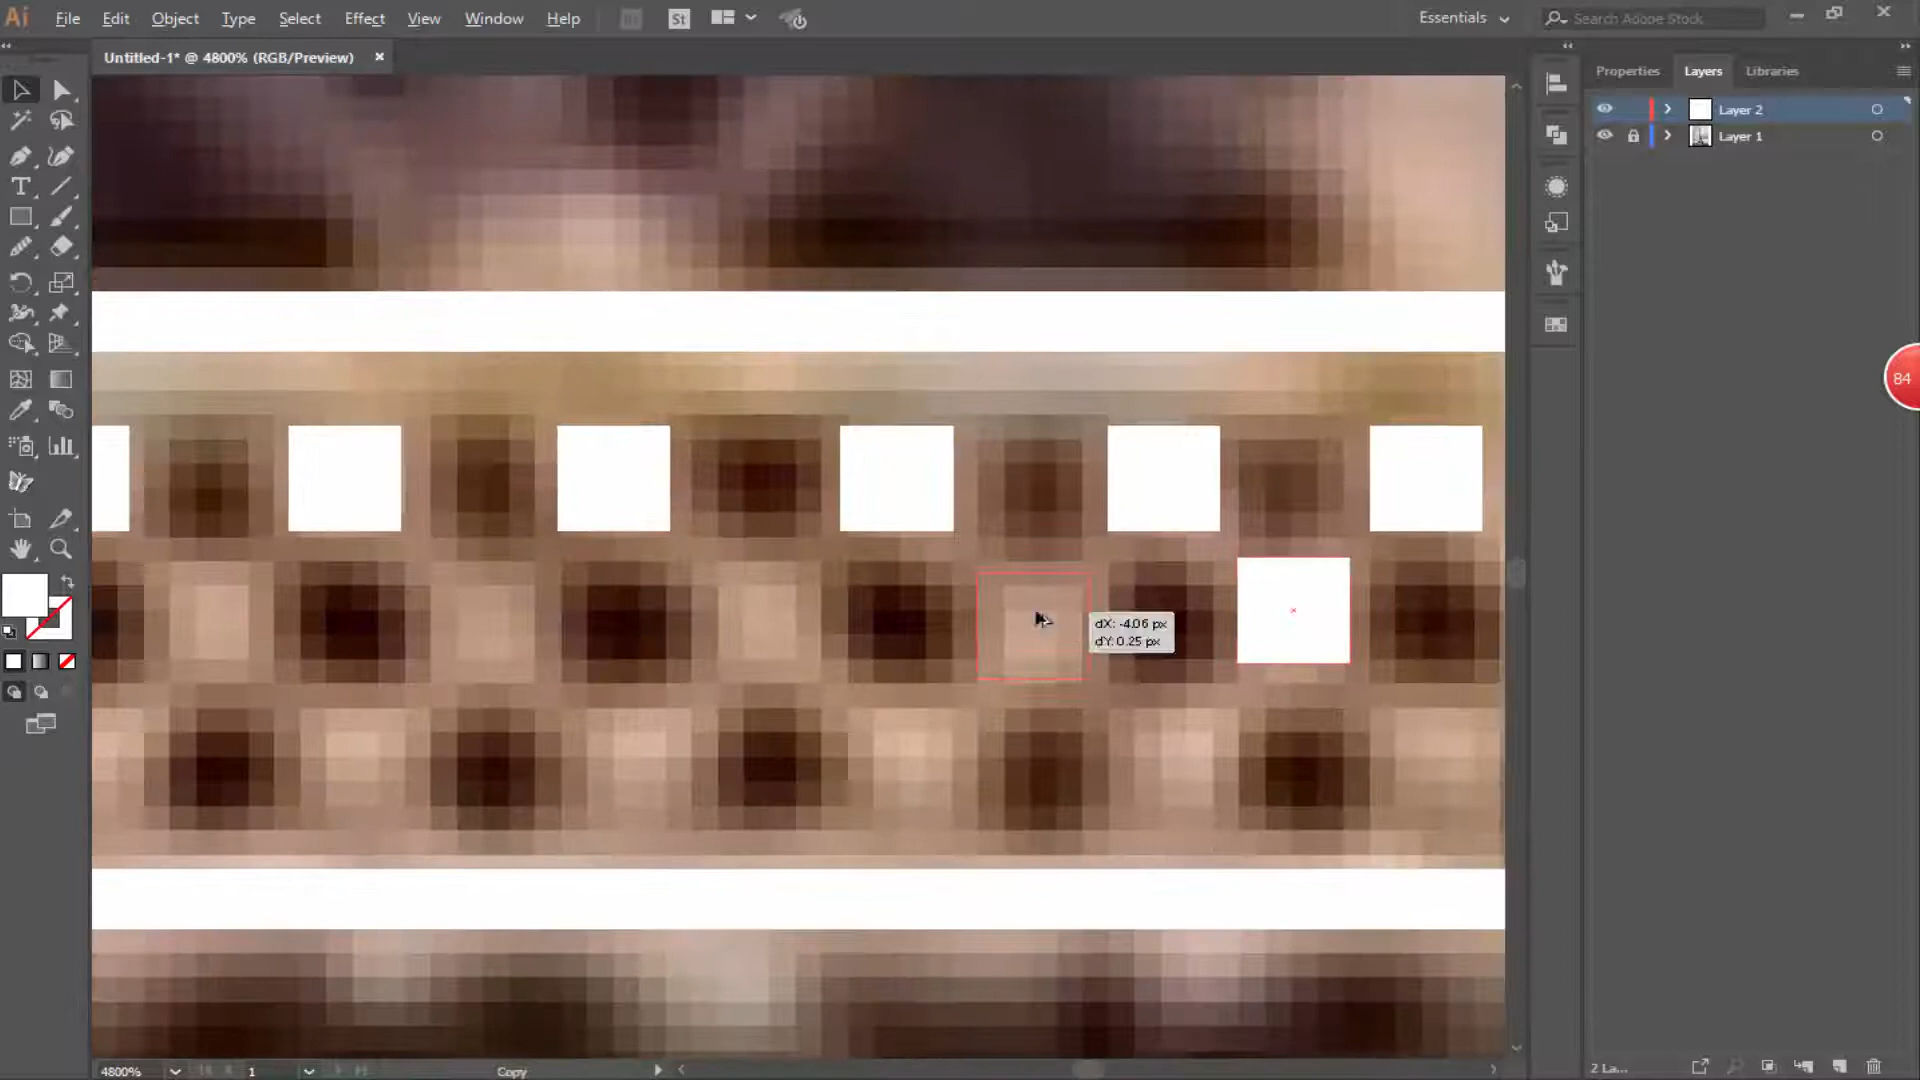 Ai File Edit Object Type Select Effect View Window Help Br St Essentials Search Adobe Stock
Untitled-1* @ 4800% (RGB/Preview) ×
Properties Layers Libraries
Layer 2
Layer 1
84
dX: -4.06 px
dY: 0.25 px
4800% 1 Copy 2 La...